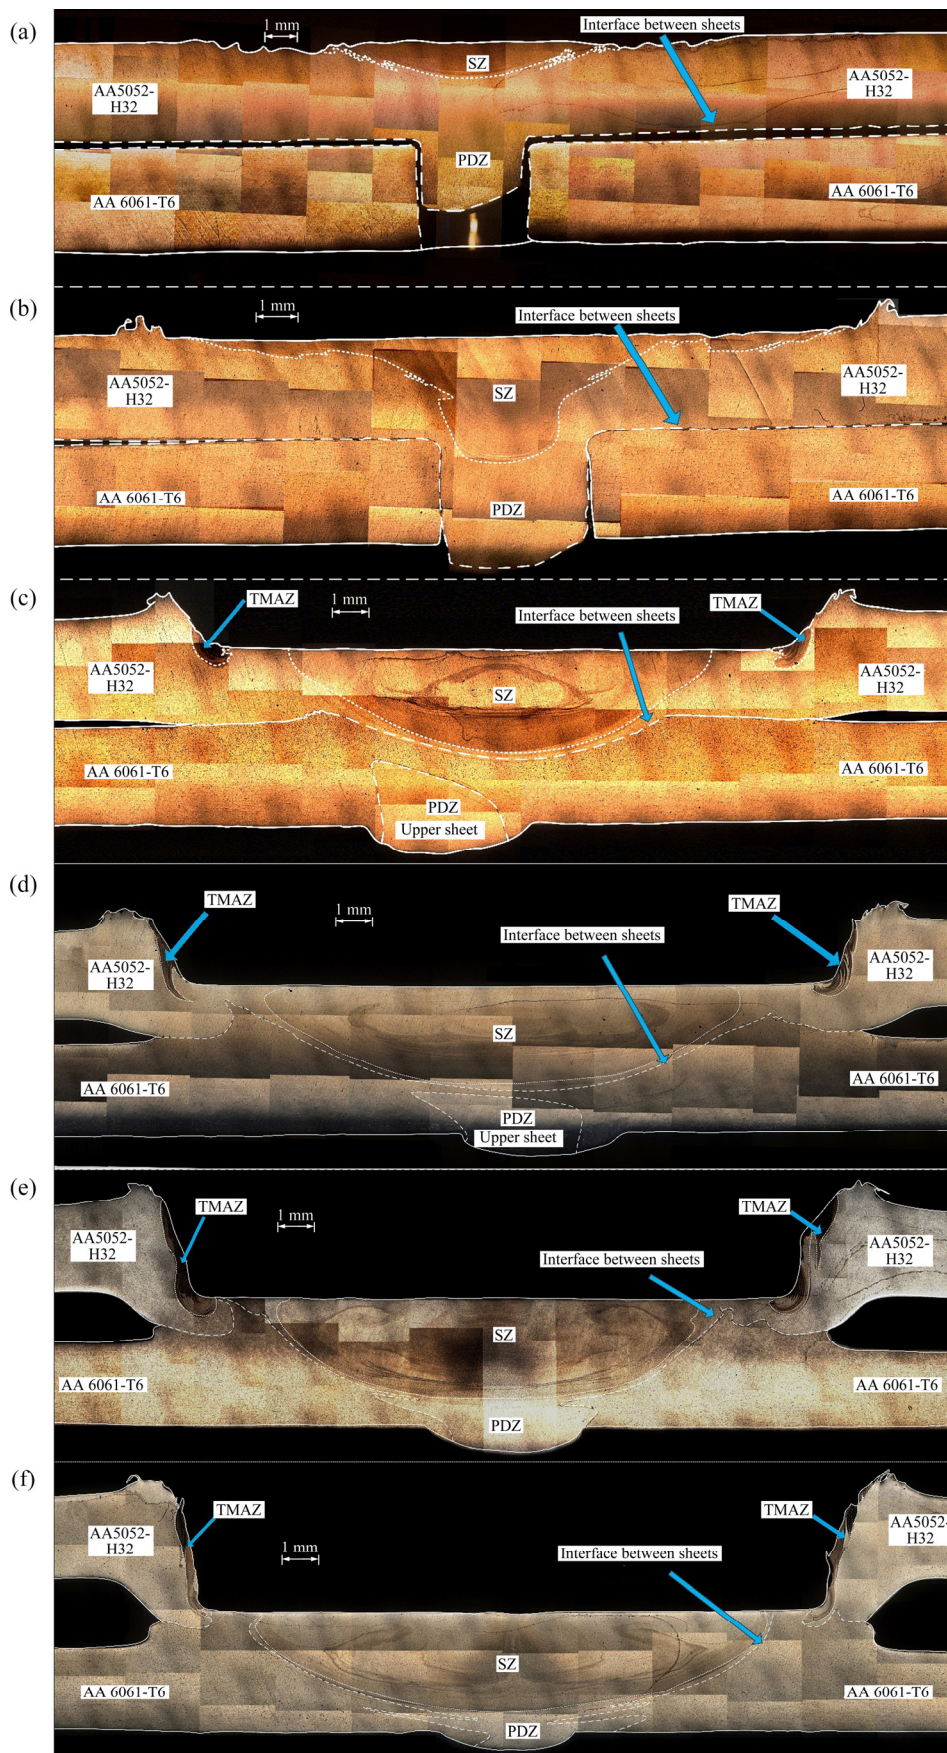 (a)
1 mm
Interface between sheets
SZ
AA5052-
H32
AA5052-
H32
PDZ
AA 6061-T6
AA 6061-T6
(b)
1 mm
Interface between sheets
AA5052-
H32
SZ
AA5052-
H32
AA 6061-T6
AA 6061-T6
PDZ
(c)
TMAZ
1 mm
Interface between sheets
TMAZ
AA5052-
H32
SZ
AA5052-
H32
AA 6061-T6
AA 6061-T6
PDZ
Upper sheet
(d)
TMAZ
1 mm
TMAZ
Interface between sheets
AA5052-
H32
AA5052-
H32
SZ
AA 6061-T6
AA 6061-T6
PDZ
Upper sheet
(e)
TMAZ
1 mm
TMAZ
AA5052-
H32
Interface between sheets
AA5052-
H32
SZ
AA 6061-T6
AA 6061-T6
PDZ
(f)
TMAZ
TMAZ
AA5052-
H32
1 mm
Interface between sheets
AA5052-
H32
SZ
AA 6061-T6
AA 6061-T6
PDZ